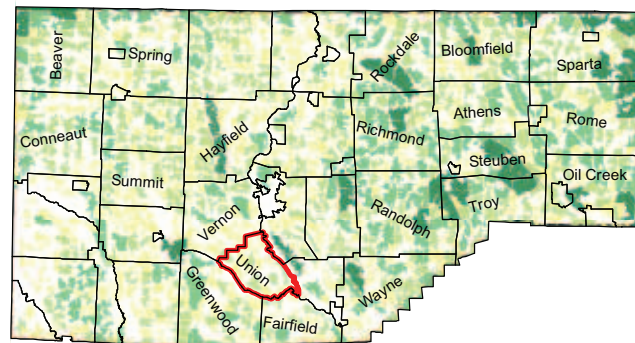 Beaver
Spring
Rockdale
Bloomfield
Sparta
Conneaut
Hayfield
Richmond
Athens
Rome
Summit
Steuben
Oil Creek
Vernon
Randolph
Troy
Union
Greenwood
Wayne
Fairfield